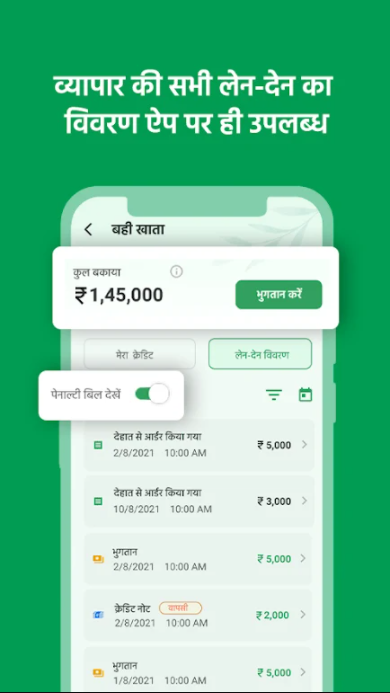 व्यापार की सभी लेन-देन का
विवरण ऐप पर ही उपलब्ध
बही खाता
कुल बकाया
₹1,45,000
भुगतान करें
मेरा क्रेडिट
लेन-देन विवरण
पेनाल्टी बिल देखें
देहात से आर्डर किया गया
₹ 5,000
2/8/2021 10:00 AM
देहात से आर्डर किया गया
₹ 3,000
10/8/2021 10:00 AM
भुगतान
₹ 5,000
2/8/2021 10:00 AM
क्रेडिट नोट वापसी
₹ 2,000
2/8/2021 10:00 AM
भुगतान
₹ 5,000
1/8/2021 10:00 AM